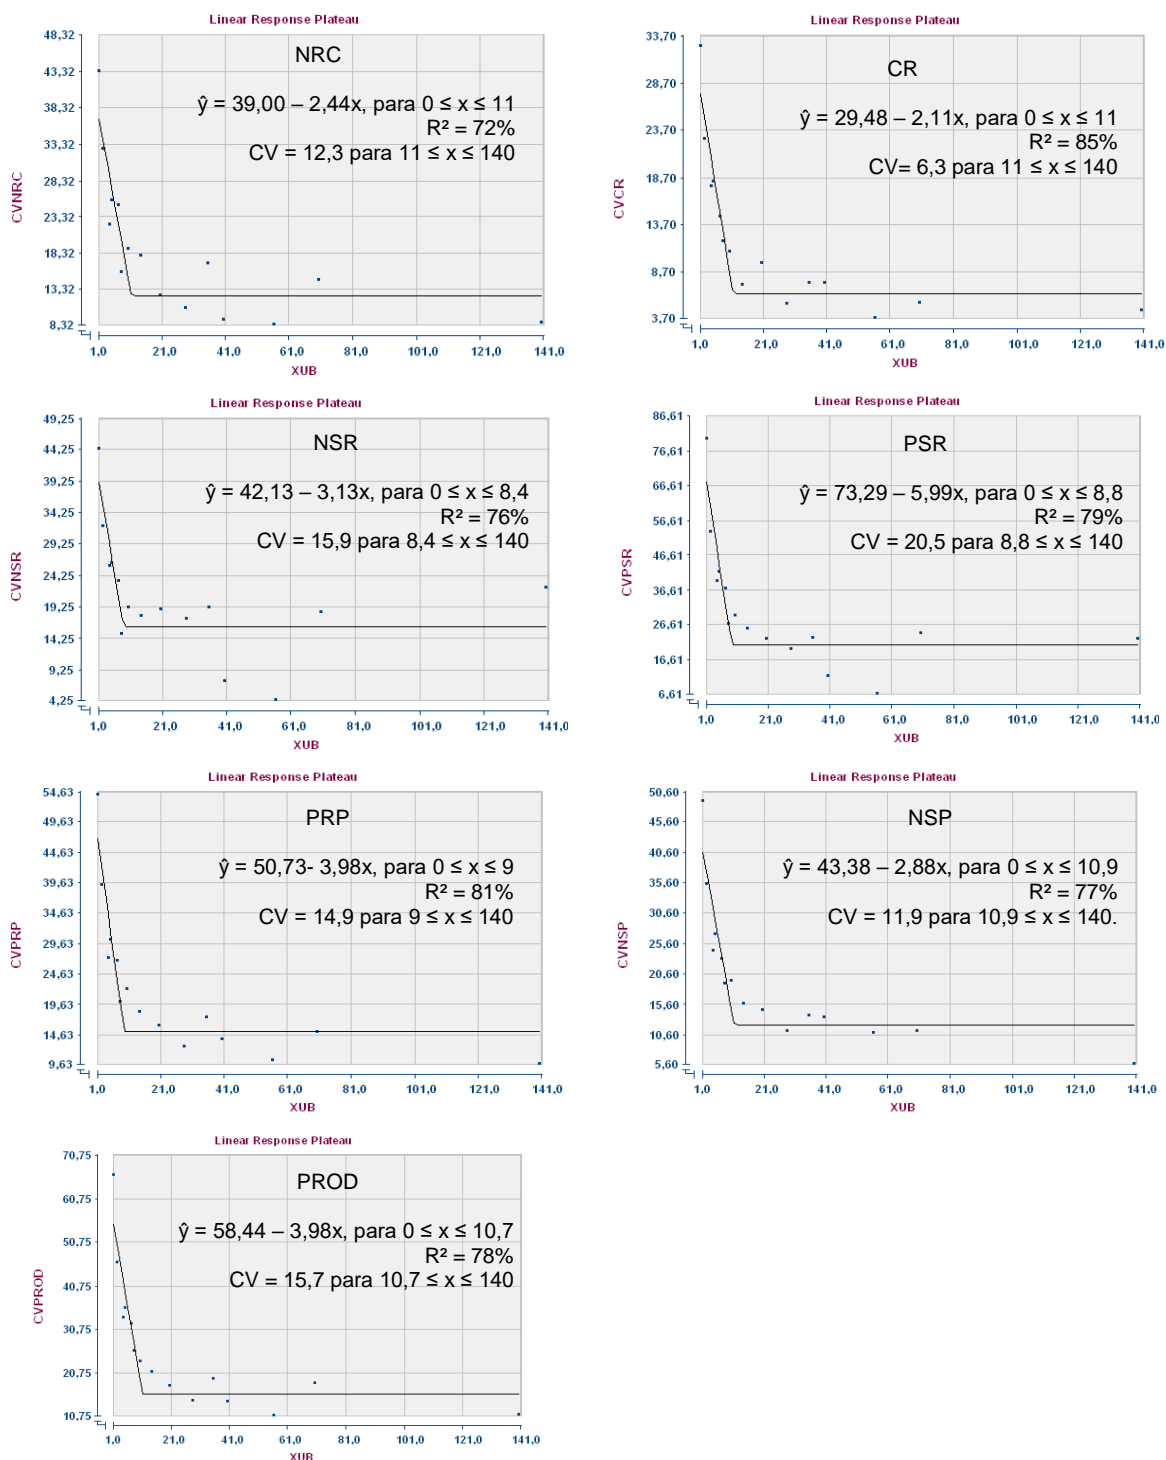 Linear Response Plateau
48,32
43,32
38,32
33,32
28,32
23,32
18,32
13,32
8,32
CVNRC
NRC
ŷ = 39,00 – 2,44x, para 0 ≤ x ≤ 11
R² = 72%
CV = 12,3 para 11 ≤ x ≤ 140
1,0 21,0 41,0 61,0 81,0 101,0 121,0 141,0
XUB
Linear Response Plateau
33,70
28,70
23,70
18,70
13,70
8,70
3,70
CVCR
CR
ŷ = 29,48 – 2,11x, para 0 ≤ x ≤ 11
R² = 85%
CV= 6,3 para 11 ≤ x ≤ 140
1,0 21,0 41,0 61,0 81,0 101,0 121,0 141,0
XUB
Linear Response Plateau
49,25
44,25
39,25
34,25
29,25
24,25
19,25
14,25
9,25
4,25
CVNSR
NSR
ŷ = 42,13 – 3,13x, para 0 ≤ x ≤ 8,4
R² = 76%
CV = 15,9 para 8,4 ≤ x ≤ 140
1,0 21,0 41,0 61,0 81,0 101,0 121,0 141,0
XUB
Linear Response Plateau
86,61
76,61
66,61
56,61
46,61
36,61
26,61
16,61
6,61
CVPSR
PSR
ŷ = 73,29 – 5,99x, para 0 ≤ x ≤ 8,8
R² = 79%
CV = 20,5 para 8,8 ≤ x ≤ 140
1,0 21,0 41,0 61,0 81,0 101,0 121,0 141,0
XUB
Linear Response Plateau
54,63
49,63
44,63
39,63
34,63
29,63
24,63
19,63
14,63
9,63
CVPRP
PRP
ŷ = 50,73- 3,98x, para 0 ≤ x ≤ 9
R² = 81%
CV = 14,9 para 9 ≤ x ≤ 140
1,0 21,0 41,0 61,0 81,0 101,0 121,0 141,0
XUB
Linear Response Plateau
50,60
45,60
40,60
35,60
30,60
25,60
20,60
15,60
10,60
5,60
CVNSP
NSP
ŷ = 43,38 – 2,88x, para 0 ≤ x ≤ 10,9
R² = 77%
CV = 11,9 para 10,9 ≤ x ≤ 140.
1,0 21,0 41,0 61,0 81,0 101,0 121,0 141,0
XUB
Linear Response Plateau
70,75
60,75
50,75
40,75
30,75
20,75
10,75
CVPROD
PROD
ŷ = 58,44 – 3,98x, para 0 ≤ x ≤ 10,7
R² = 78%
CV = 15,7 para 10,7 ≤ x ≤ 140
1,0 21,0 41,0 61,0 81,0 101,0 121,0 141,0
XUB